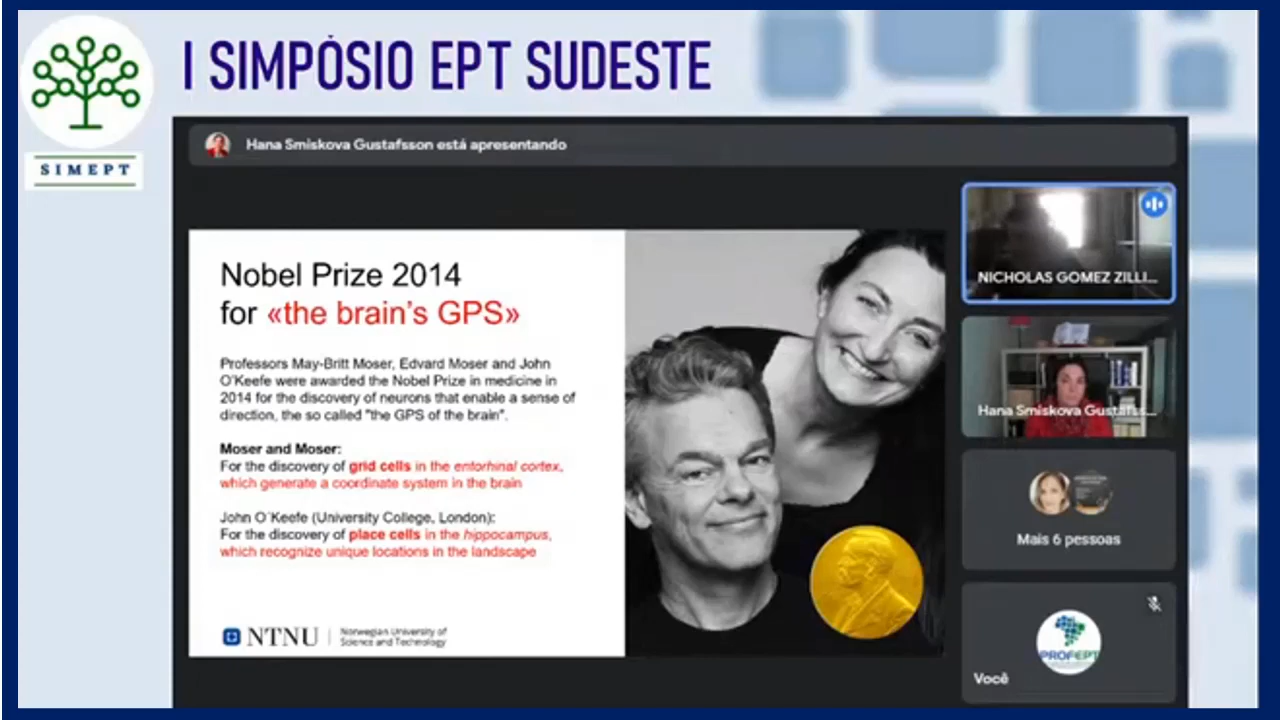 I SIMPÓSIO EPT SUDESTE
SIMEPT
Hana Smiskova Gustafsson está apresentando
Nobel Prize 2014
for «the brain's GPS»
Professors May-Britt Moser, Edvard Moser and John
O'Keefe were awarded the Nobel Prize in medicine in
2014 for the discovery of neurons that enable a sense of
direction, the so called "the GPS of the brain".
Moser and Moser:
For the discovery of grid cells in the entorhinal cortex,
which generate a coordinate system in the brain
John O´Keefe (University College, London):
For the discovery of place cells in the hippocampus,
which recognize unique locations in the landscape
NTNU
Norwegian University of
Science and Technology
NICHOLAS GOMEZ ZILLI...
Hana Smiskova Gustafss...
Mais 6 pessoas
PROFEPT
Você